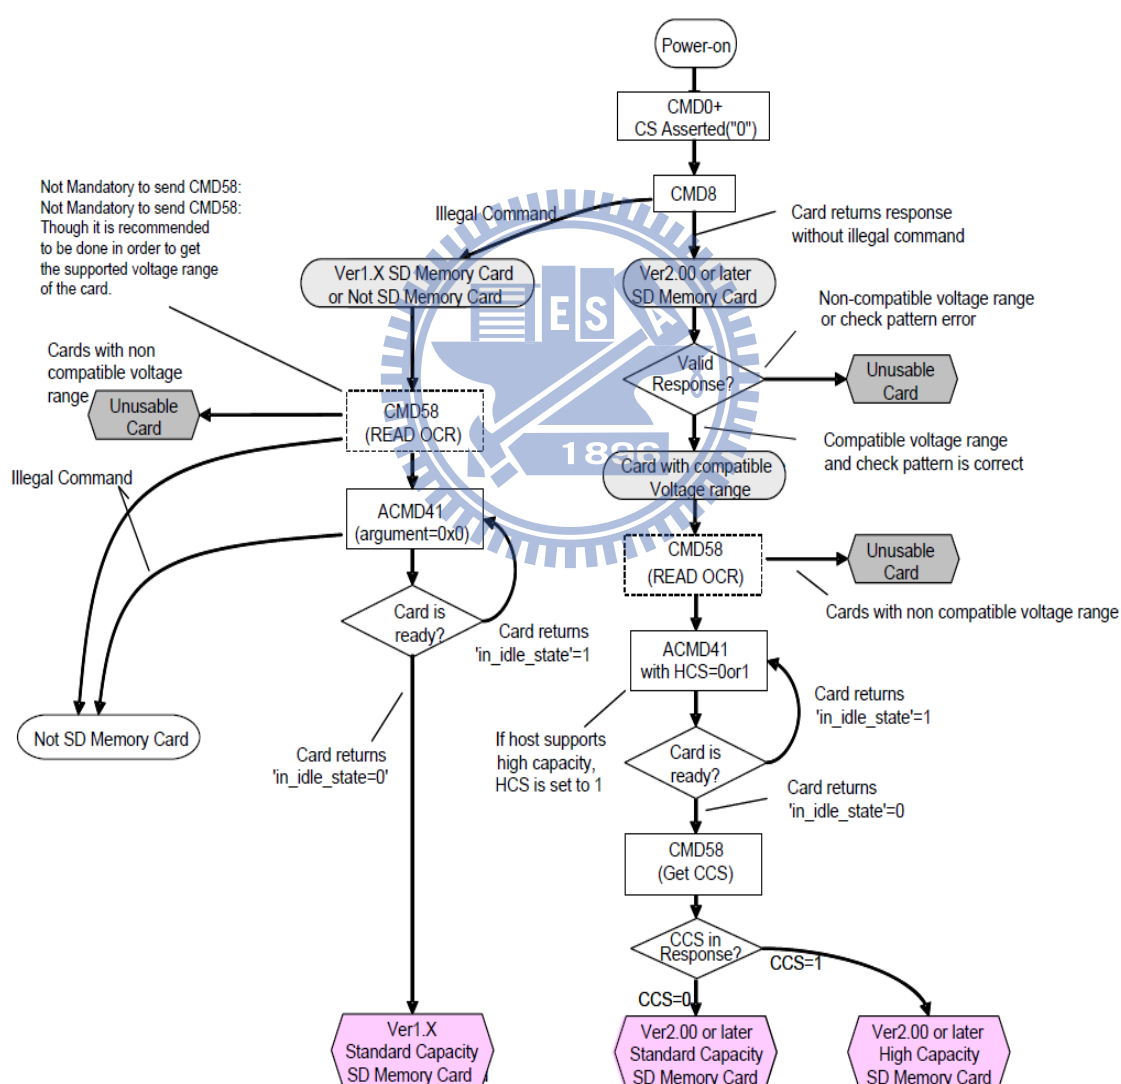 Power-on
CMD0+
CS Asserted("0")
CMD8
Illegal Command
Card returns response
without illegal command
Not Mandatory to send CMD58:
Not Mandatory to send CMD58:
Though it is recommended
to be done in order to get
the supported voltage range
of the card.
Ver1.X SD Memory Card
or Not SD Memory Card
Ver2.00 or later
SD Memory Card
Non-compatible voltage range
or check pattern error
Valid
Response?
Unusable
Card
Cards with non
compatible voltage
range
Unusable
Card
CMD58
(READ OCR)
Compatible voltage range
and check pattern is correct
Card with compatible
Voltage range
ES A
1896
Illegal Command
ACMD41
(argument=0x0)
CMD58
(READ OCR)
Unusable
Card
Cards with non compatible voltage range
Card is
ready?
Card returns
'in_idle_state'=1
ACMD41
with HCS=0or1
Card returns
'in_idle_state'=1
If host supports
high capacity,
HCS is set to 1
Card is
ready?
Not SD Memory Card
Card returns
'in_idle_state=0'
Card returns
'in_idle_state'=0
CMD58
(Get CCS)
CCS in
Response?
CCS=1
CCS=0
Ver1.X
Standard Capacity
SD Memory Card
Ver2.00 or later
Standard Capacity
SD Memory Card
Ver2.00 or later
High Capacity
SD Memory Card